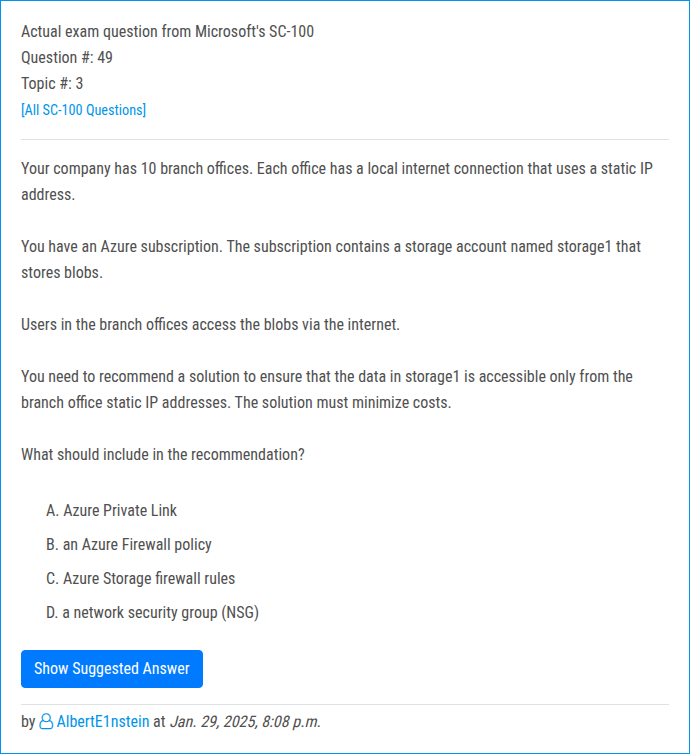 Actual exam question from Microsoft's SC-100
Question #: 49
Topic #: 3
[All SC-100 Questions]
Your company has 10 branch offices. Each office has a local internet connection that uses a static IP
address.
You have an Azure subscription. The subscription contains a storage account named storage1 that
stores blobs.
Users in the branch offices access the blobs via the internet.
You need to recommend a solution to ensure that the data in storage1 is accessible only from the
branch office static IP addresses. The solution must minimize costs.
What should include in the recommendation?
A. Azure Private Link
B. an Azure Firewall policy
C. Azure Storage firewall rules
D. a network security group (NSG)
Show Suggested Answer
by AlbertE1nstein at Jan. 29, 2025, 8:08 p.m.